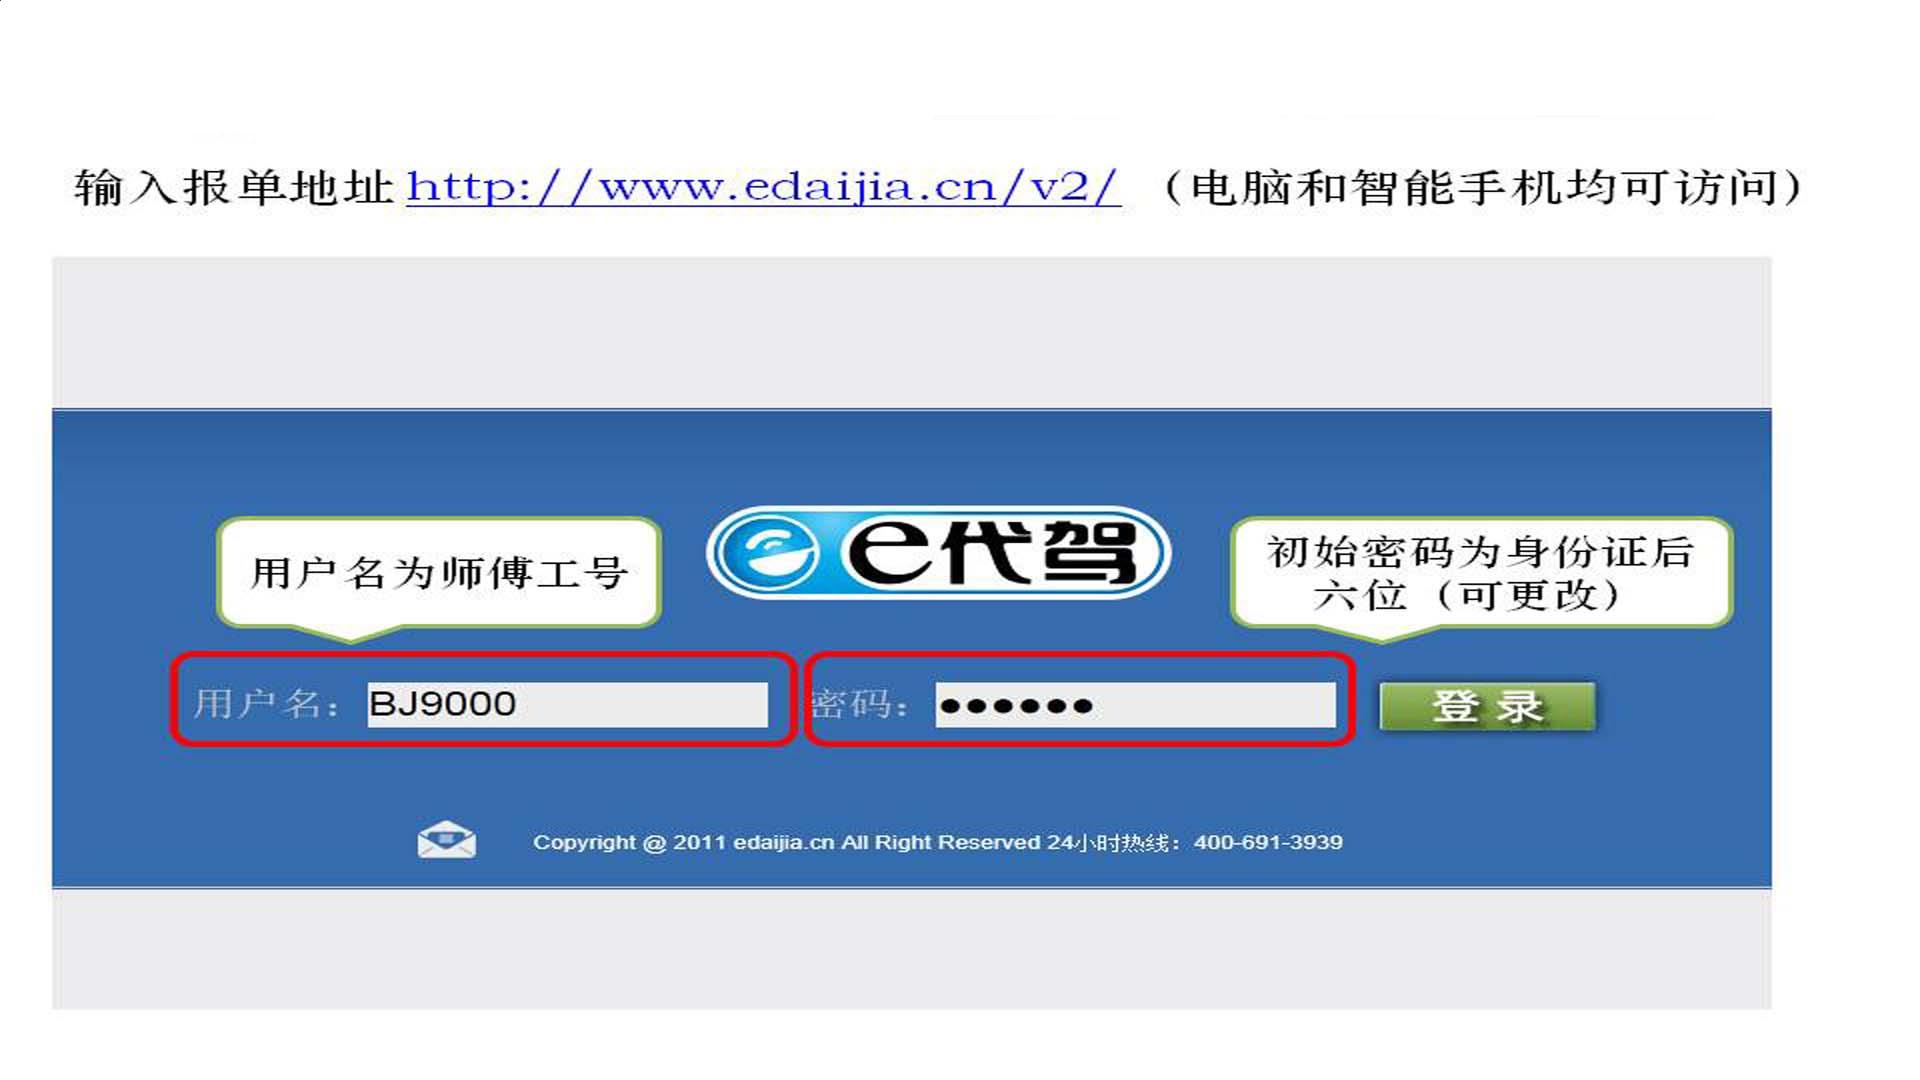 输入报单地址 http://www.edaijia.cn/v2/ （电脑和智能手机均可访问）
用户名为师傅工号
e代驾
初始密码为身份证后
六位（可更改）
用户名： BJ9000
密码： ●●●●●●
登录
Copyright @ 2011 edaijia.cn All Right Reserved 24小时热线：400-691-3939